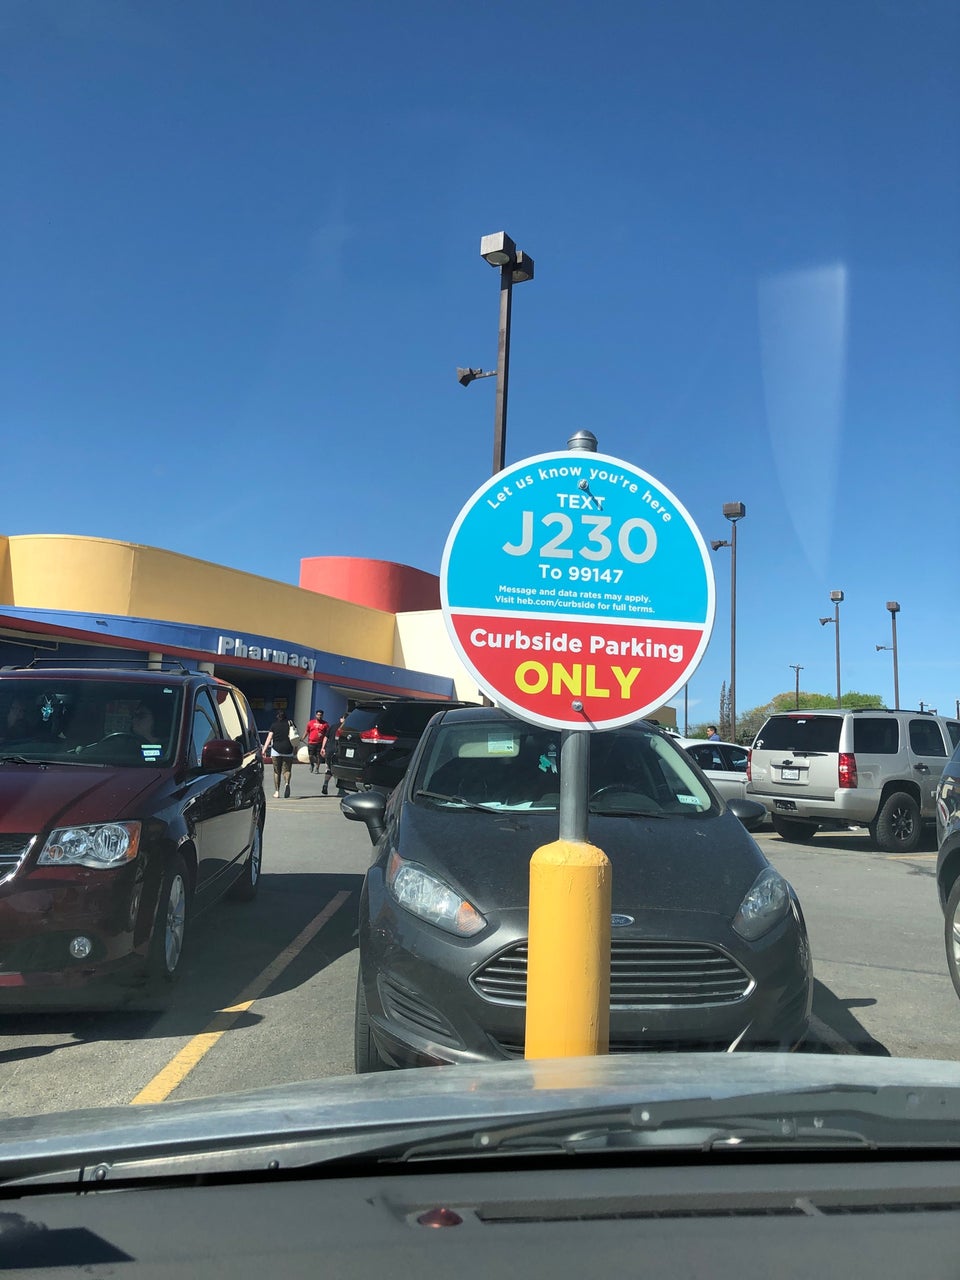 Let us know you're here
TEXT
J230
To 99147
Message and data rates may apply.
Visit heb.com/curbside for full terms.
Curbside Parking
ONLY
Pharmacy
Ford